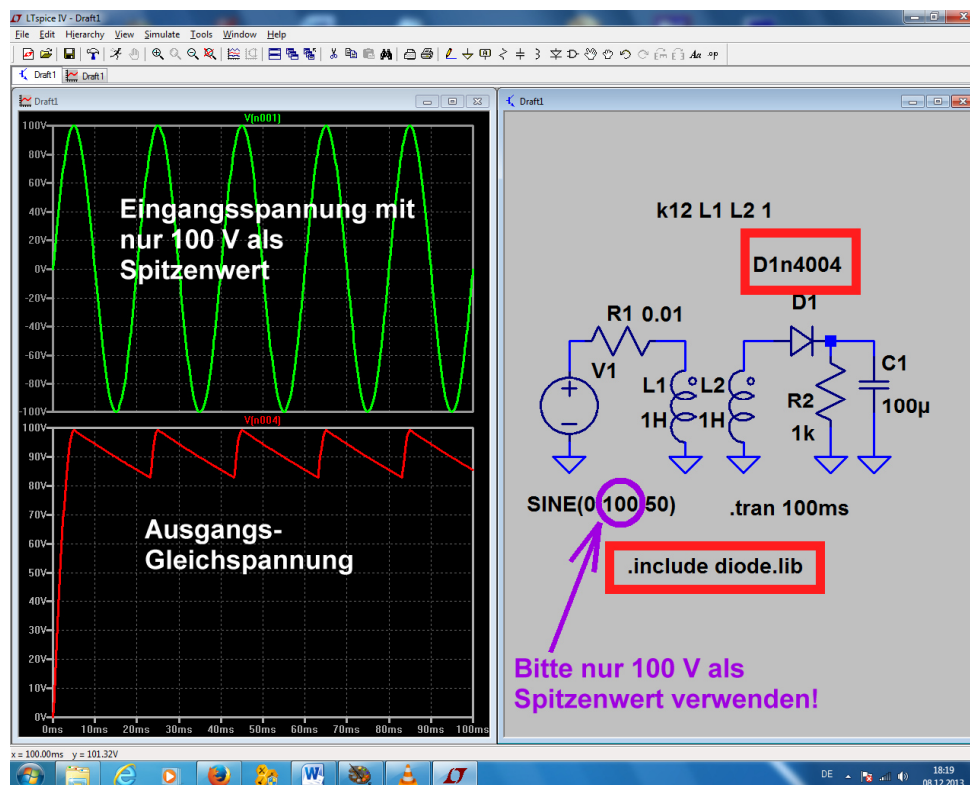 LTspice IV - Draft1
File Edit Hierarchy View Simulate Tools Window Help
Draft1 Draft1
Draft1
V(n001)
100V
80V
60V
40V
20V
0V
-20V
-40V
-60V
-80V
-100V
Eingangsspannung mit
nur 100 V als
Spitzenwert
V(n004)
100V
90V
80V
70V
60V
50V
40V
30V
20V
10V
0V
Ausgangs-
Gleichspannung
0ms 10ms 20ms 30ms 40ms 50ms 60ms 70ms 80ms 90ms 100ms
Draft1
k12 L1 L2 1
D1n4004
D1
R1 0.01
V1
L1 L2
1H 1H
R2
1k
C1
100µ
SINE(0 100 50)
.tran 100ms
.include diode.lib
Bitte nur 100 V als
Spitzenwert verwenden!
x = 100.00ms y = 101.32V
DE
18:19
08.12.2013